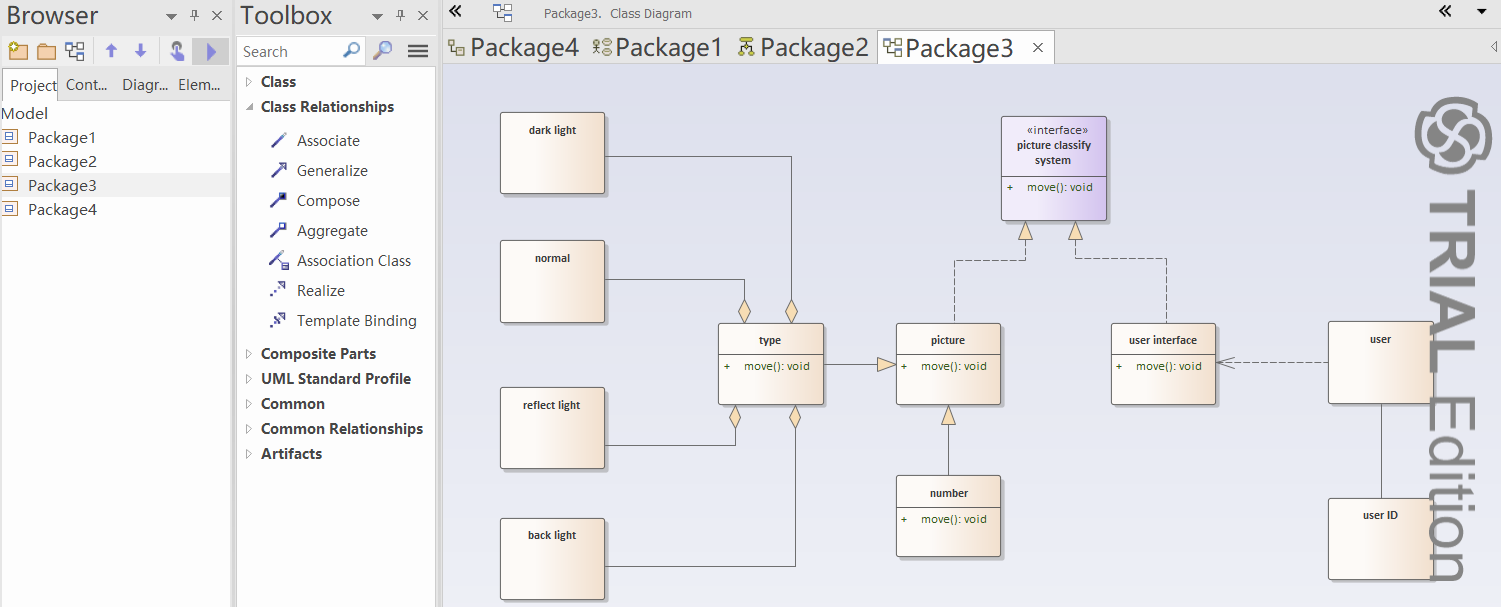 Browser
Project Cont... Diagr... Elem...
Model
Package1
Package2
Package3
Package4
Toolbox
Search
Class
Class Relationships
Associate
Generalize
Compose
Aggregate
Association Class
Realize
Template Binding
Composite Parts
UML Standard Profile
Common
Common Relationships
Artifacts
Package3. Class Diagram
Package4 Package1 Package2 Package3
dark light
normal
reflect light
back light
type
+ move(): void
«interface»
picture classify
system
+ move(): void
picture
+ move(): void
number
+ move(): void
user interface
+ move(): void
user
user ID
TRIAL Edition